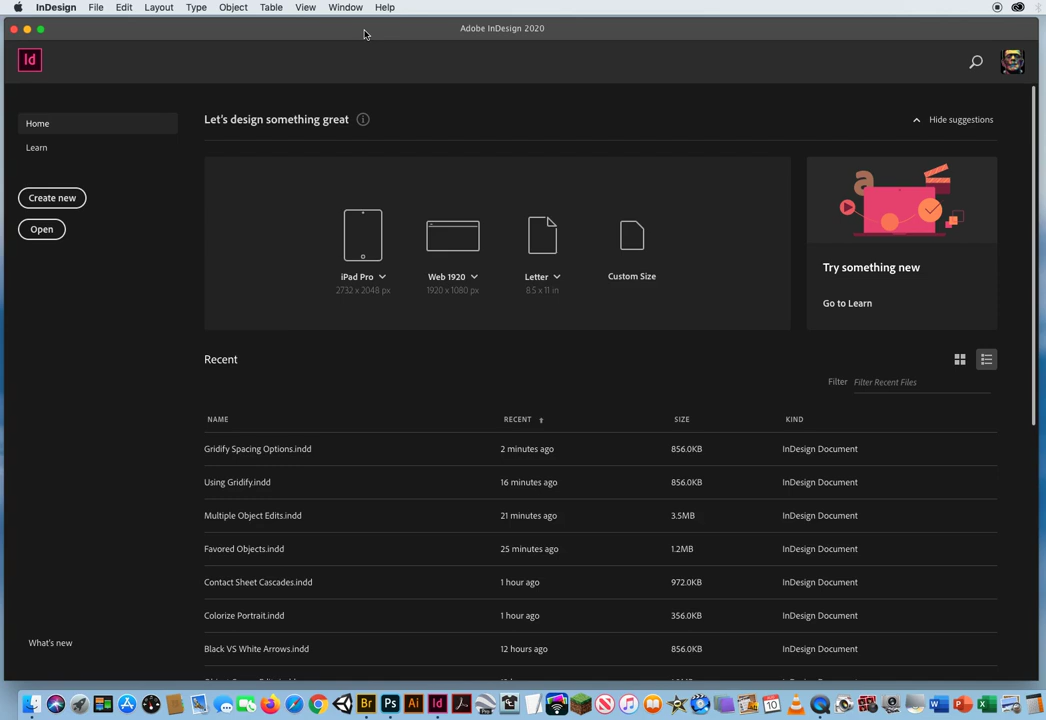 InDesign File Edit Layout Type Object Table View Window Help
Adobe InDesign 2020
Id
Home
Learn
Create new
Open
What's new
Let's design something great
Hide suggestions
iPad Pro
2732 x 2048 px
Web 1920
1920 x 1080 px
Letter
8.5 x 11 in
Custom Size
a
Try something new
Go to Learn
Recent
Filter Filter Recent Files
NAME RECENT SIZE KIND
Gridify Spacing Options.indd 2 minutes ago 856.0KB InDesign Document
Using Gridify.indd 16 minutes ago 856.0KB InDesign Document
Multiple Object Edits.indd 21 minutes ago 3.5MB InDesign Document
Favored Objects.indd 25 minutes ago 1.2MB InDesign Document
Contact Sheet Cascades.indd 1 hour ago 972.0KB InDesign Document
Colorize Portrait.indd 1 hour ago 356.0KB InDesign Document
Black VS White Arrows.indd 12 hours ago 856.0KB InDesign Document
Br Ps Ai Id
10
W P X